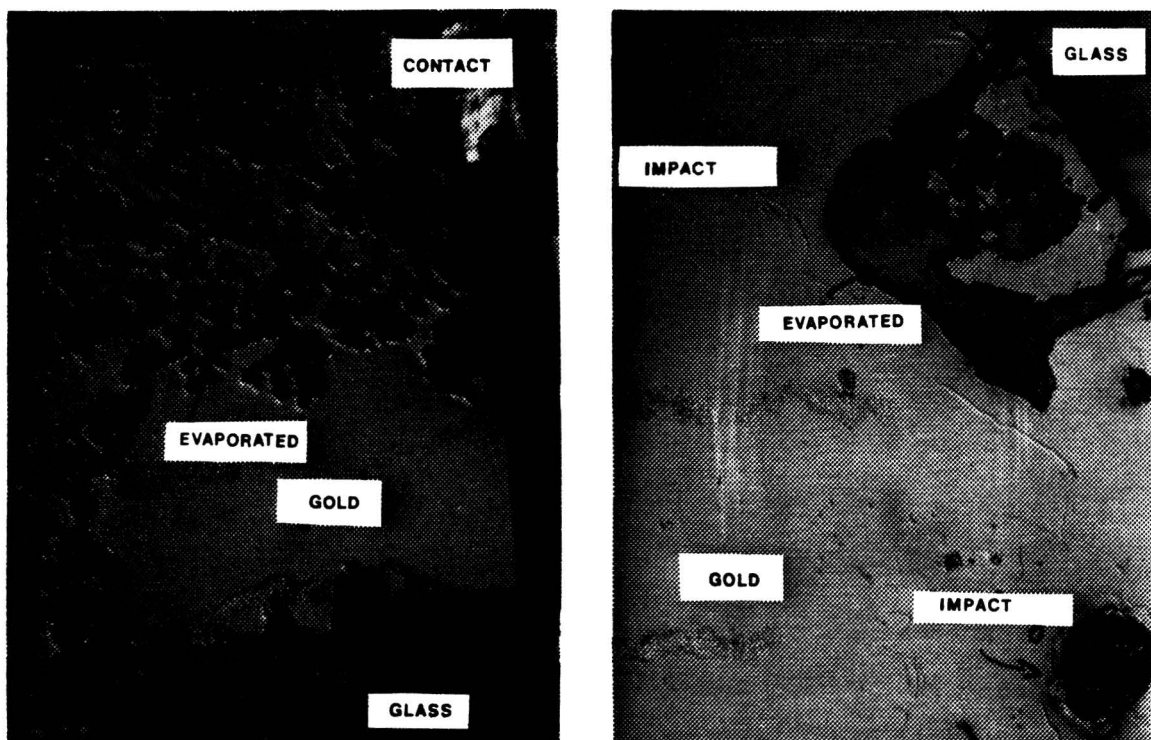 CONTACT
EVAPORATED
GOLD
GLASS
GLASS
IMPACT
EVAPORATED
GOLD
IMPACT